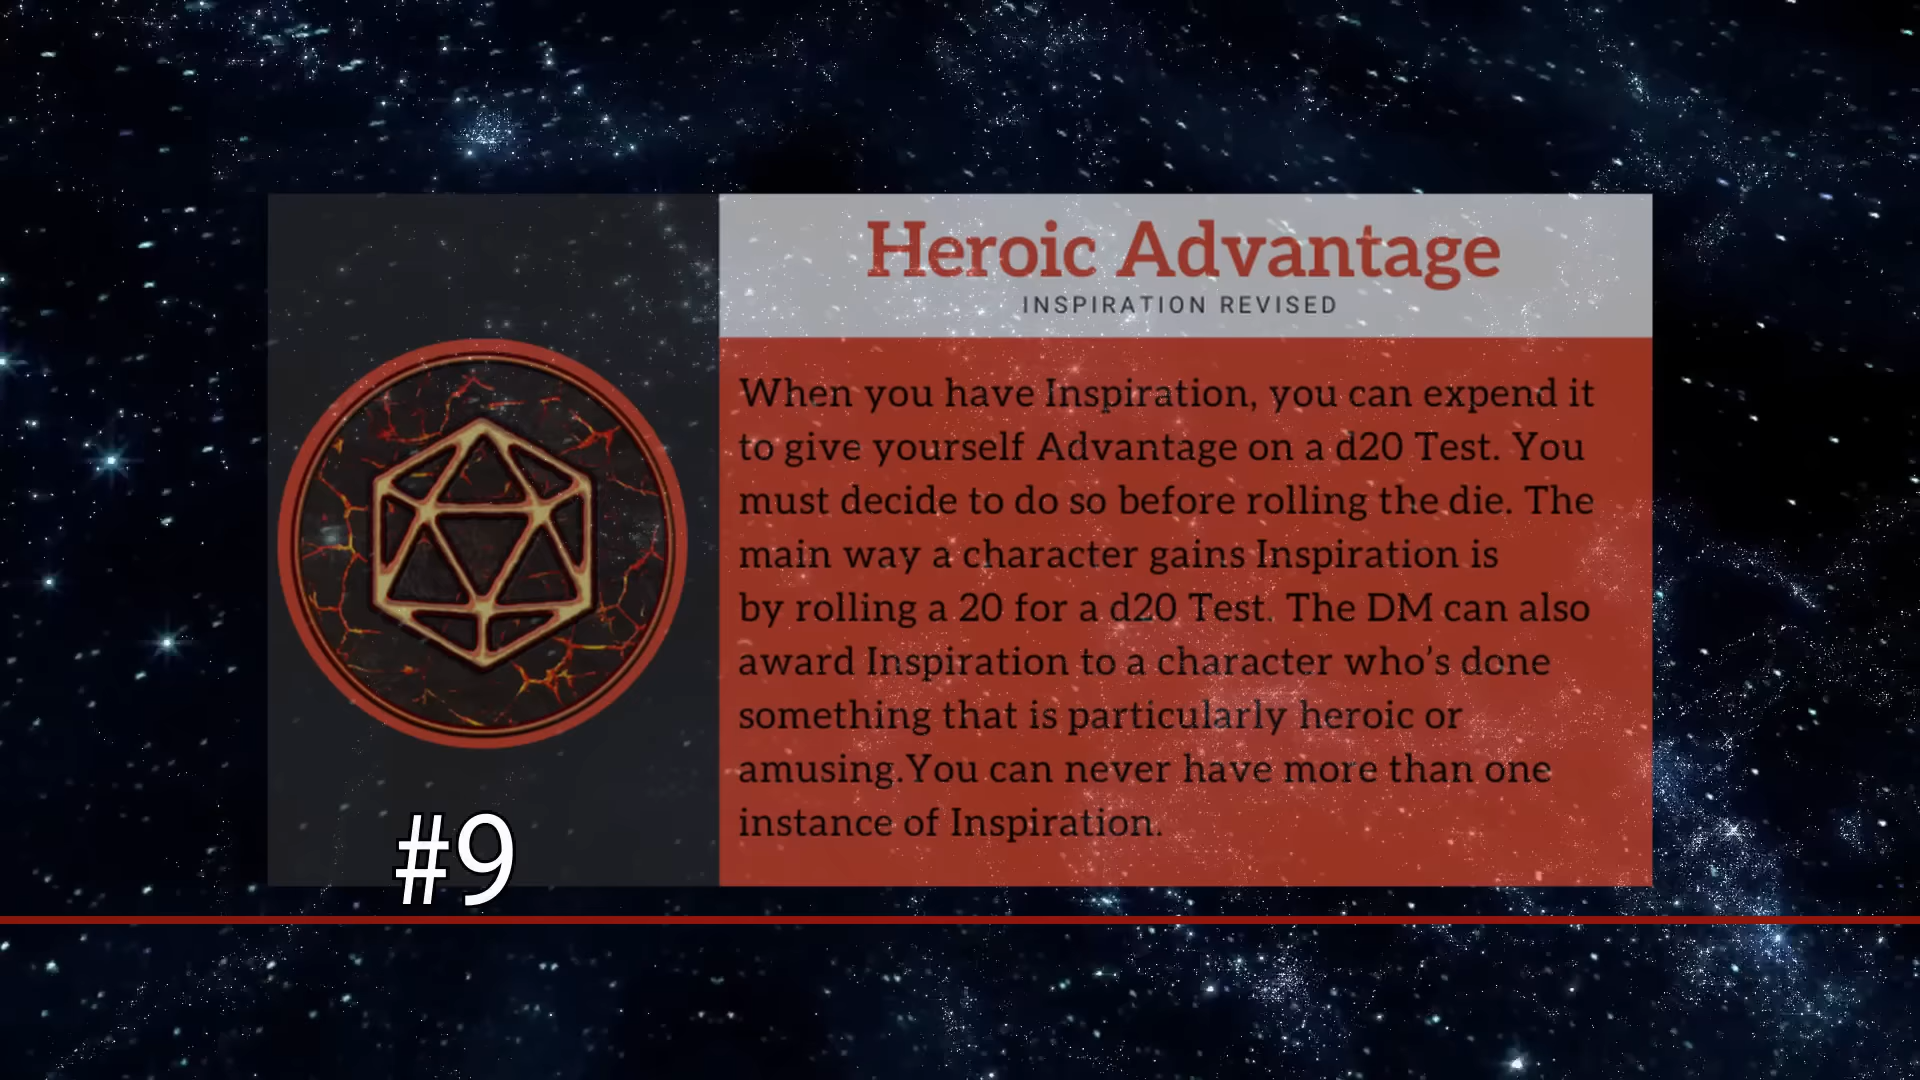 Heroic Advantage
INSPIRATION REVISED
When you have Inspiration, you can expend it
to give yourself Advantage on a d20 Test. You
must decide to do so before rolling the die. The
main way a character gains Inspiration is
by rolling a 20 for a d20 Test. The DM can also
award Inspiration to a character who’s done
something that is particularly heroic or
amusing.You can never have more than one
instance of Inspiration.
#9